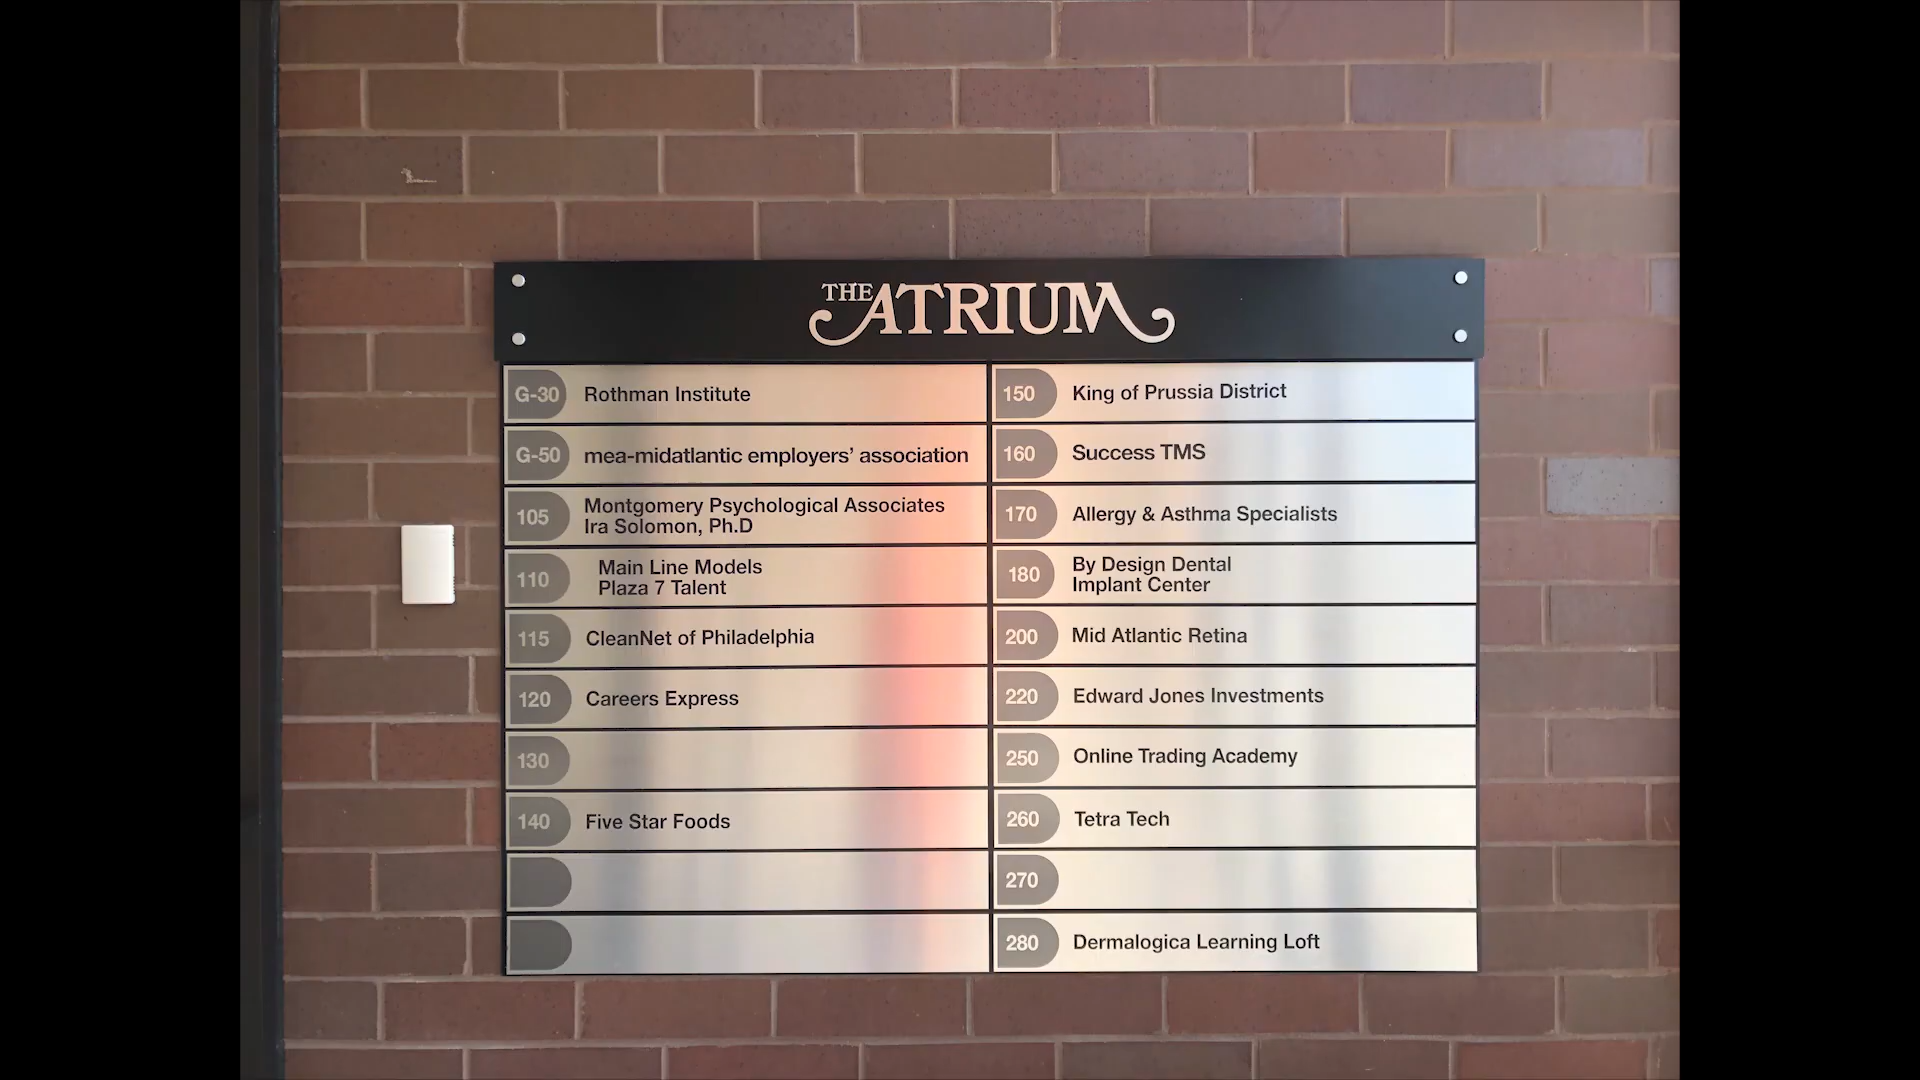 THE ATRIUM
G-30 Rothman Institute
G-50 mea-midatlantic employers' association
105 Montgomery Psychological Associates
Ira Solomon, Ph.D
110 Main Line Models
Plaza 7 Talent
115 CleanNet of Philadelphia
120 Careers Express
130
140 Five Star Foods
150 King of Prussia District
160 Success TMS
170 Allergy & Asthma Specialists
180 By Design Dental
Implant Center
200 Mid Atlantic Retina
220 Edward Jones Investments
250 Online Trading Academy
260 Tetra Tech
270
280 Dermalogica Learning Loft